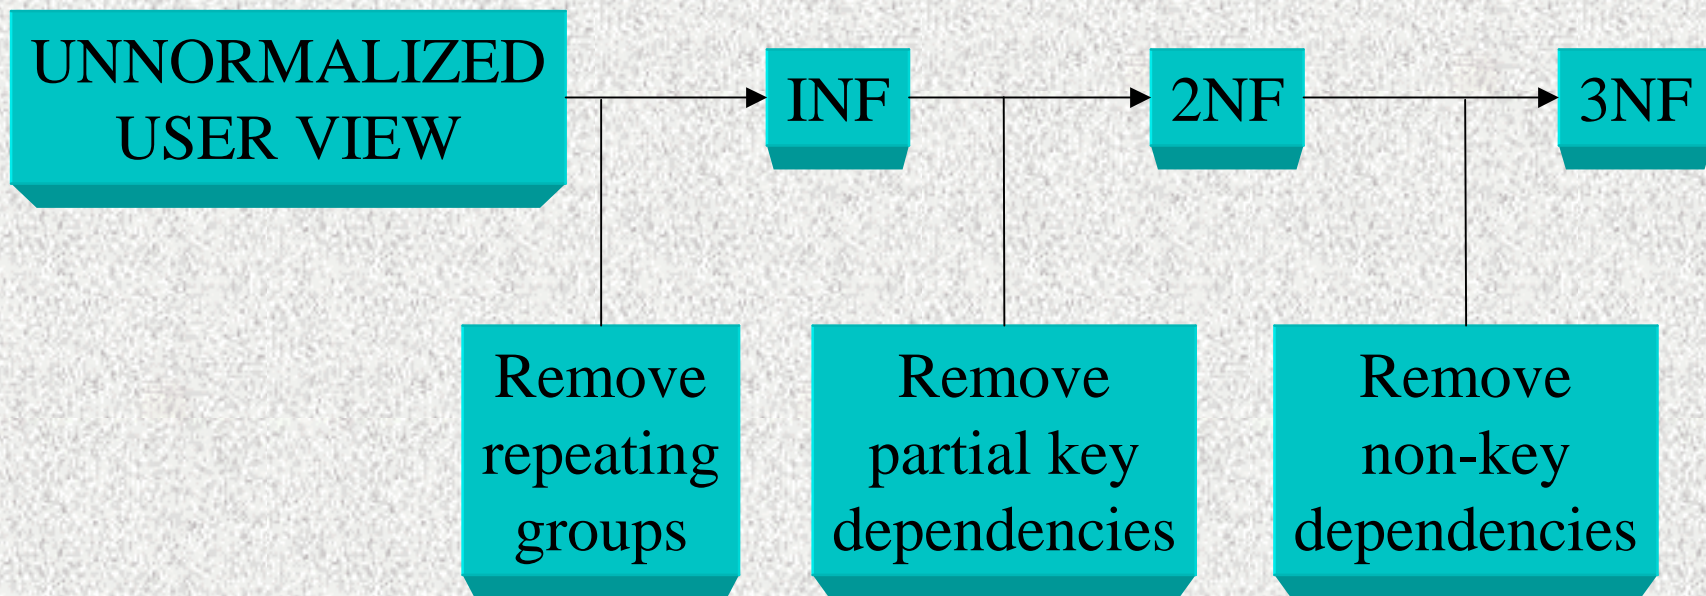 UNNORMALIZED
USER VIEW
INF
2NF
3NF
Remove
repeating
groups
Remove
partial key
dependencies
Remove
non-key
dependencies